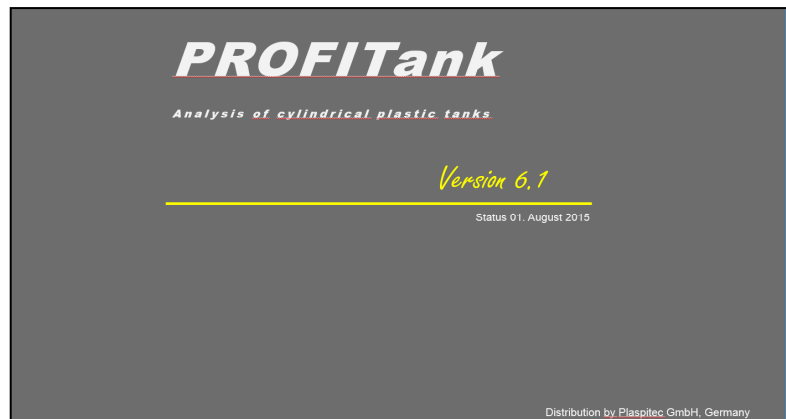 PROFITank
Analysis of cylindrical plastic tanks
Version 6.1
Status 01. August 2015
Distribution by Plaspitec GmbH, Germany